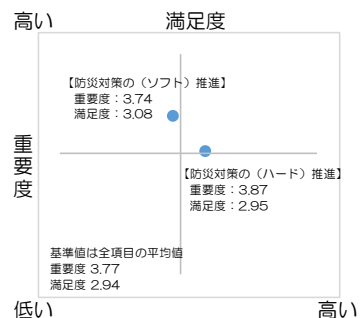 高い
満足度
【防災対策の（ソフト）推進】
重要度：3.74
満足度：3.08
重要度
【防災対策の（ハード）推進】
重要度：3.87
満足度：2.95
基準値は全項目の平均値
重要度 3.77
満足度 2.94
低い
高い